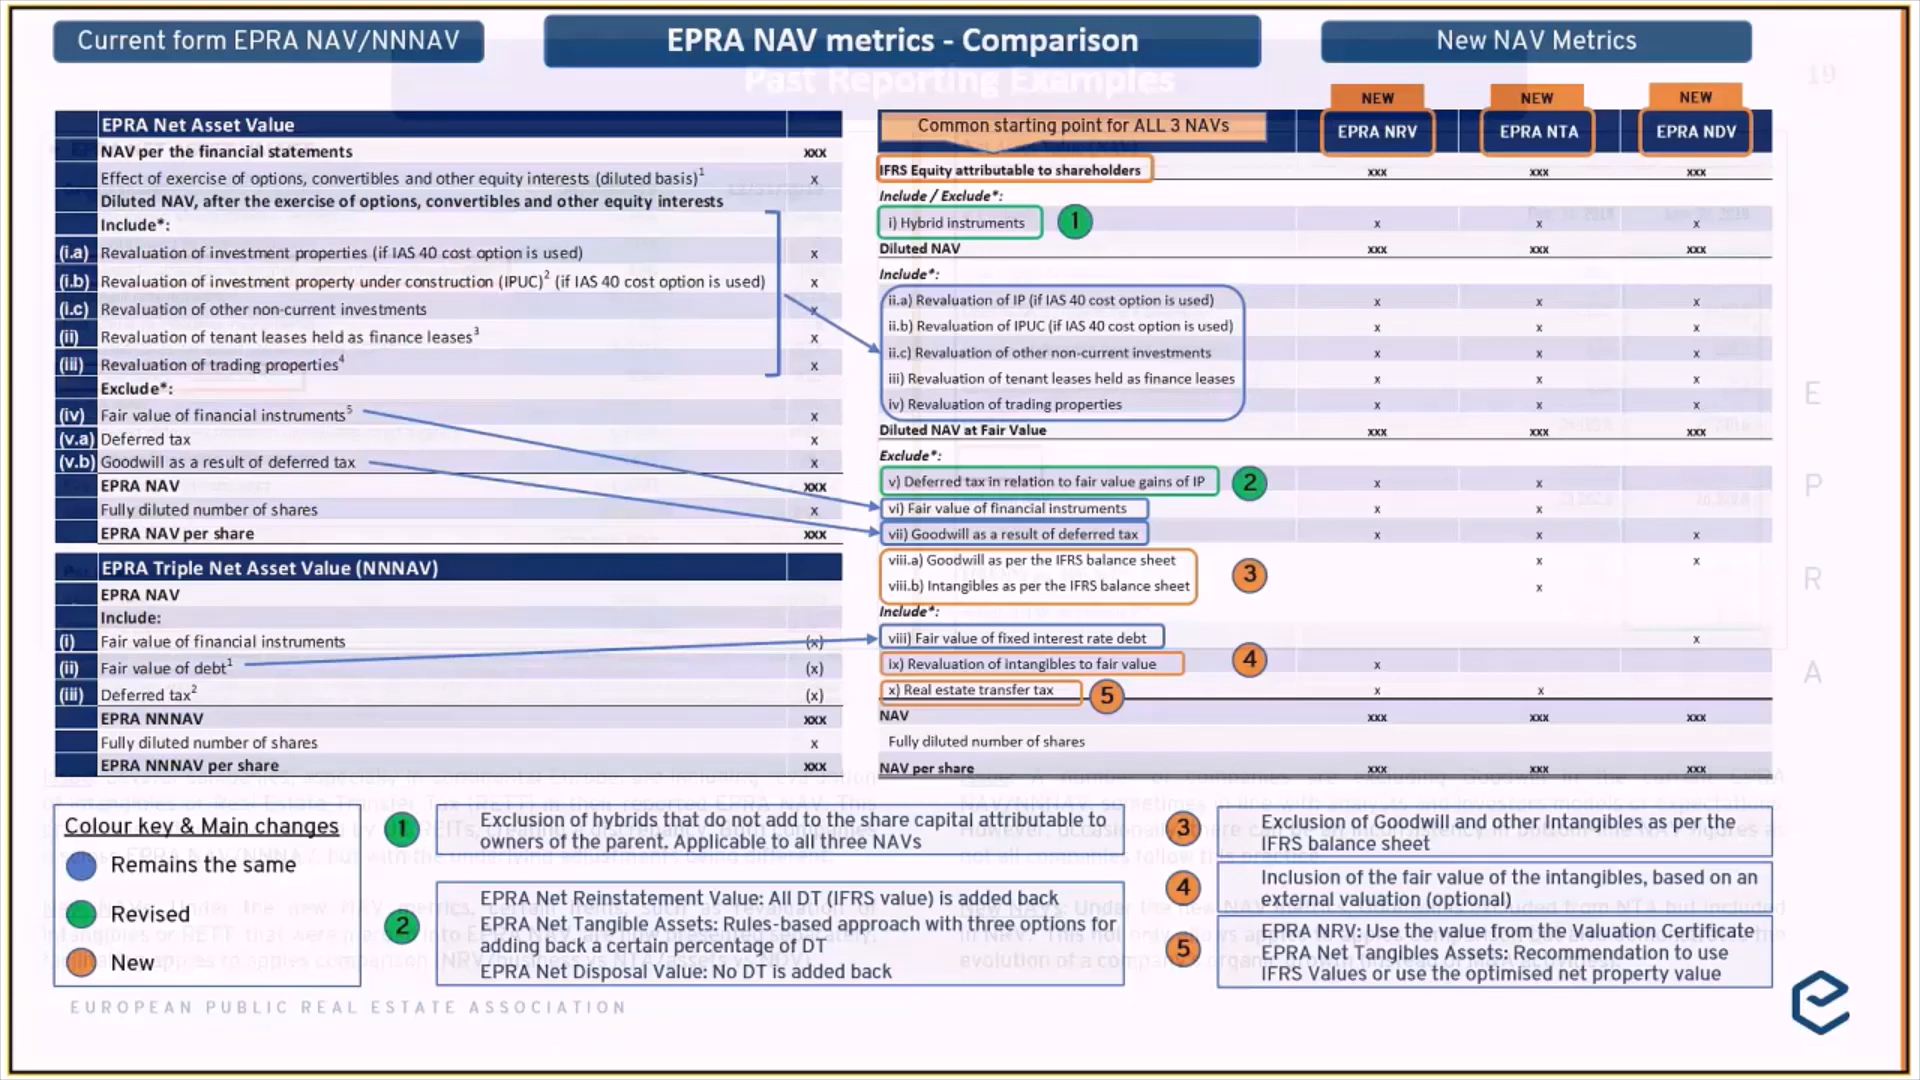 Current form EPRA NAV/NNNAV
EPRA NAV metrics - Comparison
New NAV Metrics
Past Reporting Examples
19
EPRA Net Asset Value
NAV per the financial statements xxx
Effect of exercise of options, convertibles and other equity interests (diluted basis)1 x
Diluted NAV, after the exercise of options, convertibles and other equity interests
Include*:
(i.a) Revaluation of investment properties (if IAS 40 cost option is used) x
(i.b) Revaluation of investment property under construction (IPUC)2 (if IAS 40 cost option is used) x
(i.c) Revaluation of other non-current investments x
(ii) Revaluation of tenant leases held as finance leases3 x
(iii) Revaluation of trading properties4 x
Exclude*:
(iv) Fair value of financial instruments5 x
(v.a) Deferred tax x
(v.b) Goodwill as a result of deferred tax x
EPRA NAV xxx
Fully diluted number of shares x
EPRA NAV per share xxx
EPRA Triple Net Asset Value (NNNAV)
EPRA NAV
Include:
(i) Fair value of financial instruments (x)
(ii) Fair value of debt1 (x)
(iii) Deferred tax2 (x)
EPRA NNNAV xxx
Fully diluted number of shares x
EPRA NNNAV per share xxx
NEW NEW NEW
Common starting point for ALL 3 NAVs EPRA NRV EPRA NTA EPRA NDV
IFRS Equity attributable to shareholders xxx xxx xxx
Include / Exclude*:
i) Hybrid instruments 1 x x x
Diluted NAV xxx xxx xxx
Include*:
ii.a) Revaluation of IP (if IAS 40 cost option is used) x x x
ii.b) Revaluation of IPUC (if IAS 40 cost option is used) x x x
ii.c) Revaluation of other non-current investments x x x
iii) Revaluation of tenant leases held as finance leases x x x
iv) Revaluation of trading properties x x x
Diluted NAV at Fair Value xxx xxx xxx
Exclude*:
v) Deferred tax in relation to fair value gains of IP 2 x x
vi) Fair value of financial instruments x x
vii) Goodwill as a result of deferred tax x x x
viii.a) Goodwill as per the IFRS balance sheet x x
3
viii.b) Intangibles as per the IFRS balance sheet x
Include*:
viii) Fair value of fixed interest rate debt x
ix) Revaluation of intangibles to fair value 4 x
x) Real estate transfer tax 5 x x
NAV xxx xxx xxx
Fully diluted number of shares
NAV per share xxx xxx xxx
E
P
R
A
Colour key & Main changes
Remains the same
Revised
New
1 Exclusion of hybrids that do not add to the share capital attributable to
owners of the parent. Applicable to all three NAVs
2 EPRA Net Reinstatement Value: All DT (IFRS value) is added back
EPRA Net Tangible Assets: Rules-based approach with three options for
adding back a certain percentage of DT
EPRA Net Disposal Value: No DT is added back
3 Exclusion of Goodwill and other Intangibles as per the
IFRS balance sheet
4 Inclusion of the fair value of the intangibles, based on an
external valuation (optional)
5 EPRA NRV: Use the value from the Valuation Certificate
EPRA Net Tangibles Assets: Recommendation to use
IFRS Values or use the optimised net property value
EUROPEAN PUBLIC REAL ESTATE ASSOCIATION